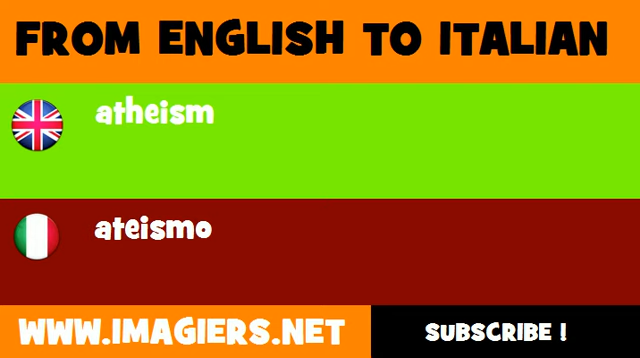 FROM ENGLISH TO ITALIAN
atheism
ateismo
WWW.IMAGIERS.NET
SUBSCRIBE !